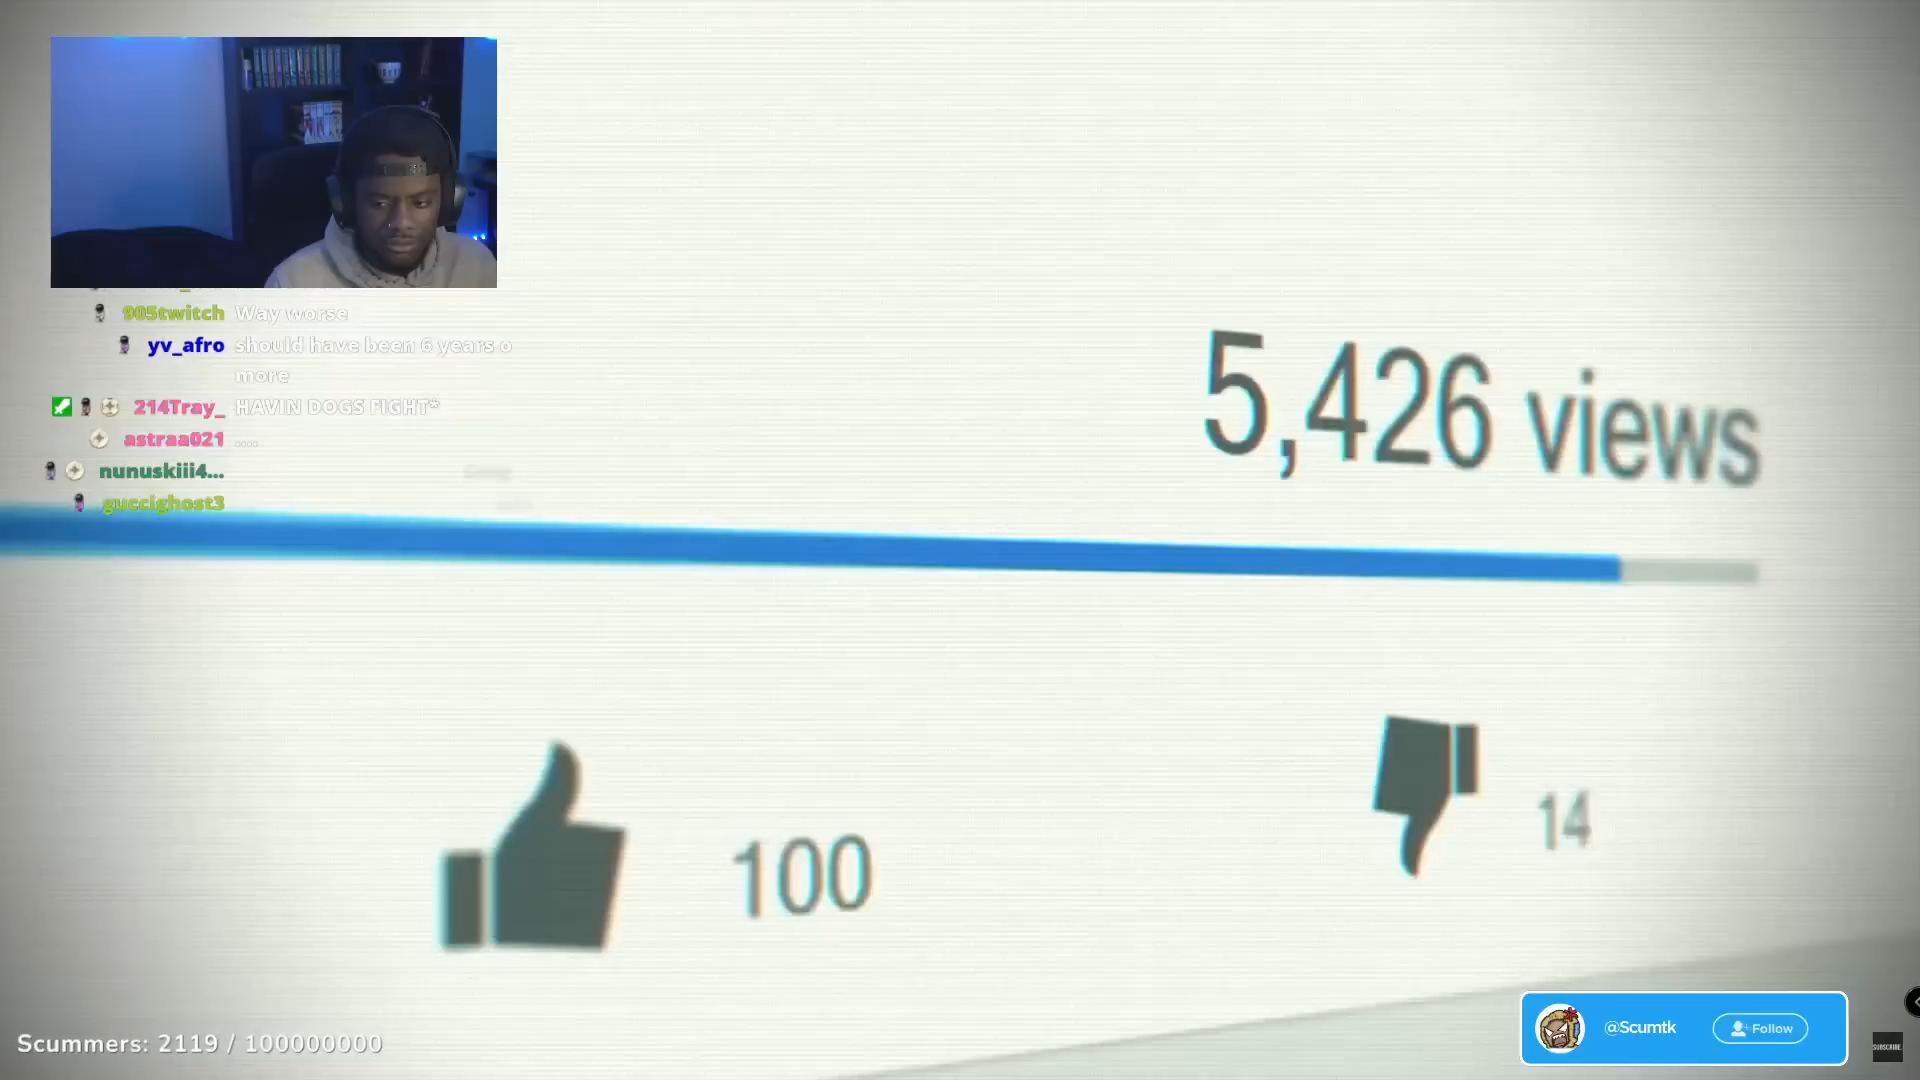 905twitch Way worse
yv_afro should have been 6 years o
more
214Tray_ HAVIN DOGS FIGHT*
astraa021 ....
nunuskiii4...
guccighost3
5,426 views
100
14
Scummers: 2119 / 100000000
@Scumtk
Follow
SUBSCRIBE